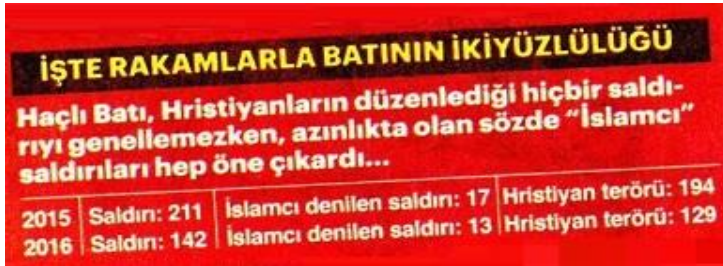 İŞTE RAKAMLARLA BATININ İKİYÜZLÜLÜĞÜ
Haçlı Batı, Hristiyanların düzenlediği hiçbir saldı-
rıyı genellemezken, azınlıkta olan sözde “İslamcı”
saldırıları hep öne çıkardı...
2015 Saldırı: 211 İslamcı denilen saldırı: 17 Hristiyan terörü: 194
2016 Saldırı: 142 İslamcı denilen saldırı: 13 Hristiyan terörü: 129